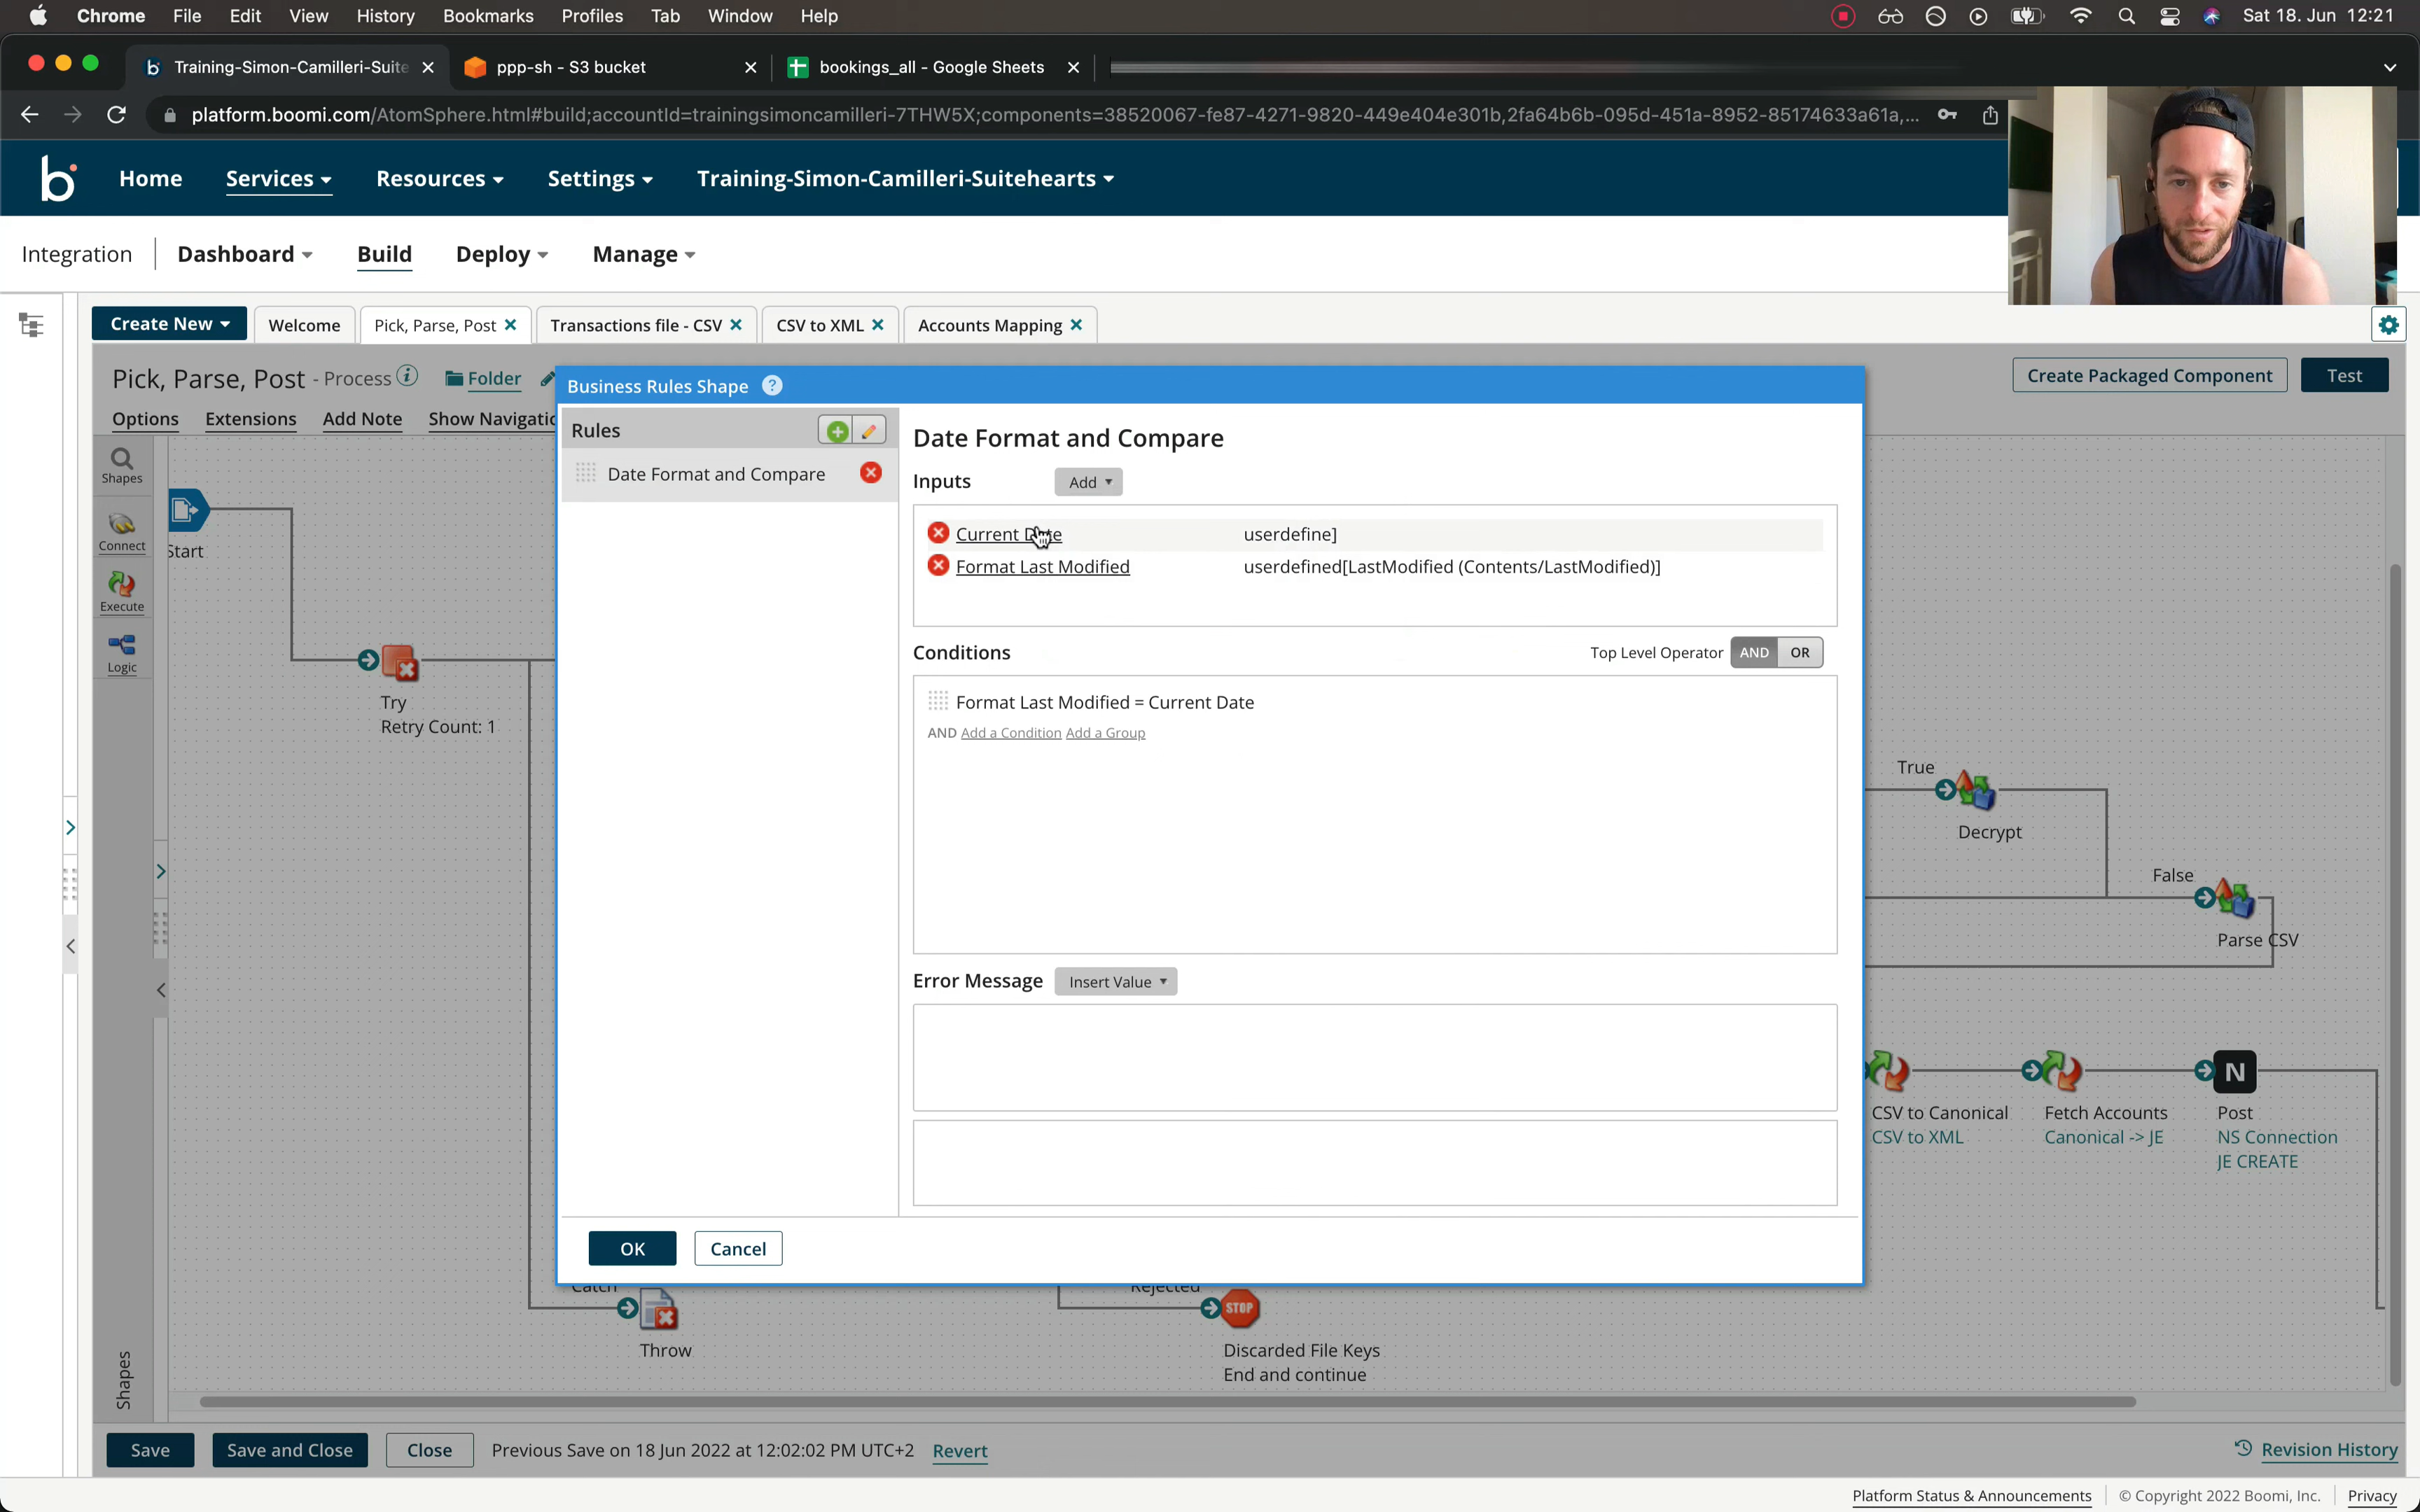 Chrome File Edit View History Bookmarks Profiles Tab Window Help Sat 18. Jun 12:21
Training-Simon-Camilleri-Suite ppp-sh - S3 bucket bookings_all - Google Sheets
platform.boomi.com/AtomSphere.html#build;accountId=trainingsimoncamilleri-7THW5X;components=38520067-fe87-4271-9820-449e404e301b,2fa64b6b-095d-451a-8952-85174633a61a,...
b Home Services Resources Settings Training-Simon-Camilleri-Suitehearts
Integration Dashboard Build Deploy Manage
Create New Welcome Pick, Parse, Post Transactions file - CSV CSV to XML Accounts Mapping
Pick, Parse, Post - Process Folder
Create Packaged Component Test
Options Extensions Add Note Show Navigatio
Business Rules Shape ?
Rules
Date Format and Compare
Date Format and Compare
Inputs Add
Current Date userdefine]
Format Last Modified userdefined[LastModified (Contents/LastModified)]
Conditions Top Level Operator AND OR
Format Last Modified = Current Date
AND Add a Condition Add a Group
Error Message Insert Value
OK Cancel
Shapes
Connect
Execute
Logic
Shapes
Start
Try
Retry Count: 1
Catch
Throw
Rejected
STOP
Discarded File Keys
End and continue
True
Decrypt
False
Parse CSV
CSV to Canonical
CSV to XML
Fetch Accounts
Canonical -> JE
N
Post
NS Connection
JE CREATE
Save Save and Close Close Previous Save on 18 Jun 2022 at 12:02:02 PM UTC+2 Revert Revision History
Platform Status & Announcements © Copyright 2022 Boomi, Inc. Privacy